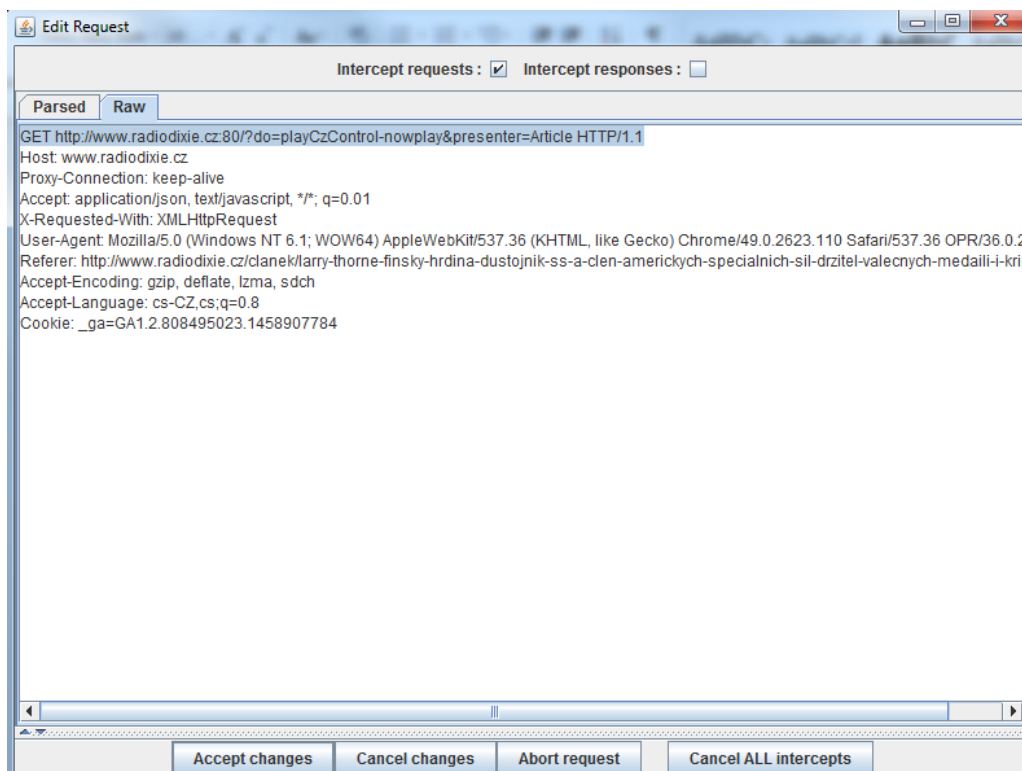 Edit Request
Intercept requests : Intercept responses :
Parsed Raw
GET http://www.radiodixie.cz:80/?do=playCzControl-nowplay&presenter=Article HTTP/1.1
Host: www.radiodixie.cz
Proxy-Connection: keep-alive
Accept: application/json, text/javascript, */*; q=0.01
X-Requested-With: XMLHttpRequest
User-Agent: Mozilla/5.0 (Windows NT 6.1; WOW64) AppleWebKit/537.36 (KHTML, like Gecko) Chrome/49.0.2623.110 Safari/537.36 OPR/36.0.2
Referer: http://www.radiodixie.cz/clanek/larry-thorne-finsky-hrdina-dustojnik-ss-a-clen-americkych-specialnich-sil-drzitel-valecnych-medaili-i-kri
Accept-Encoding: gzip, deflate, lzma, sdch
Accept-Language: cs-CZ,cs;q=0.8
Cookie: _ga=GA1.2.808495023.1458907784
Accept changes Cancel changes Abort request Cancel ALL intercepts